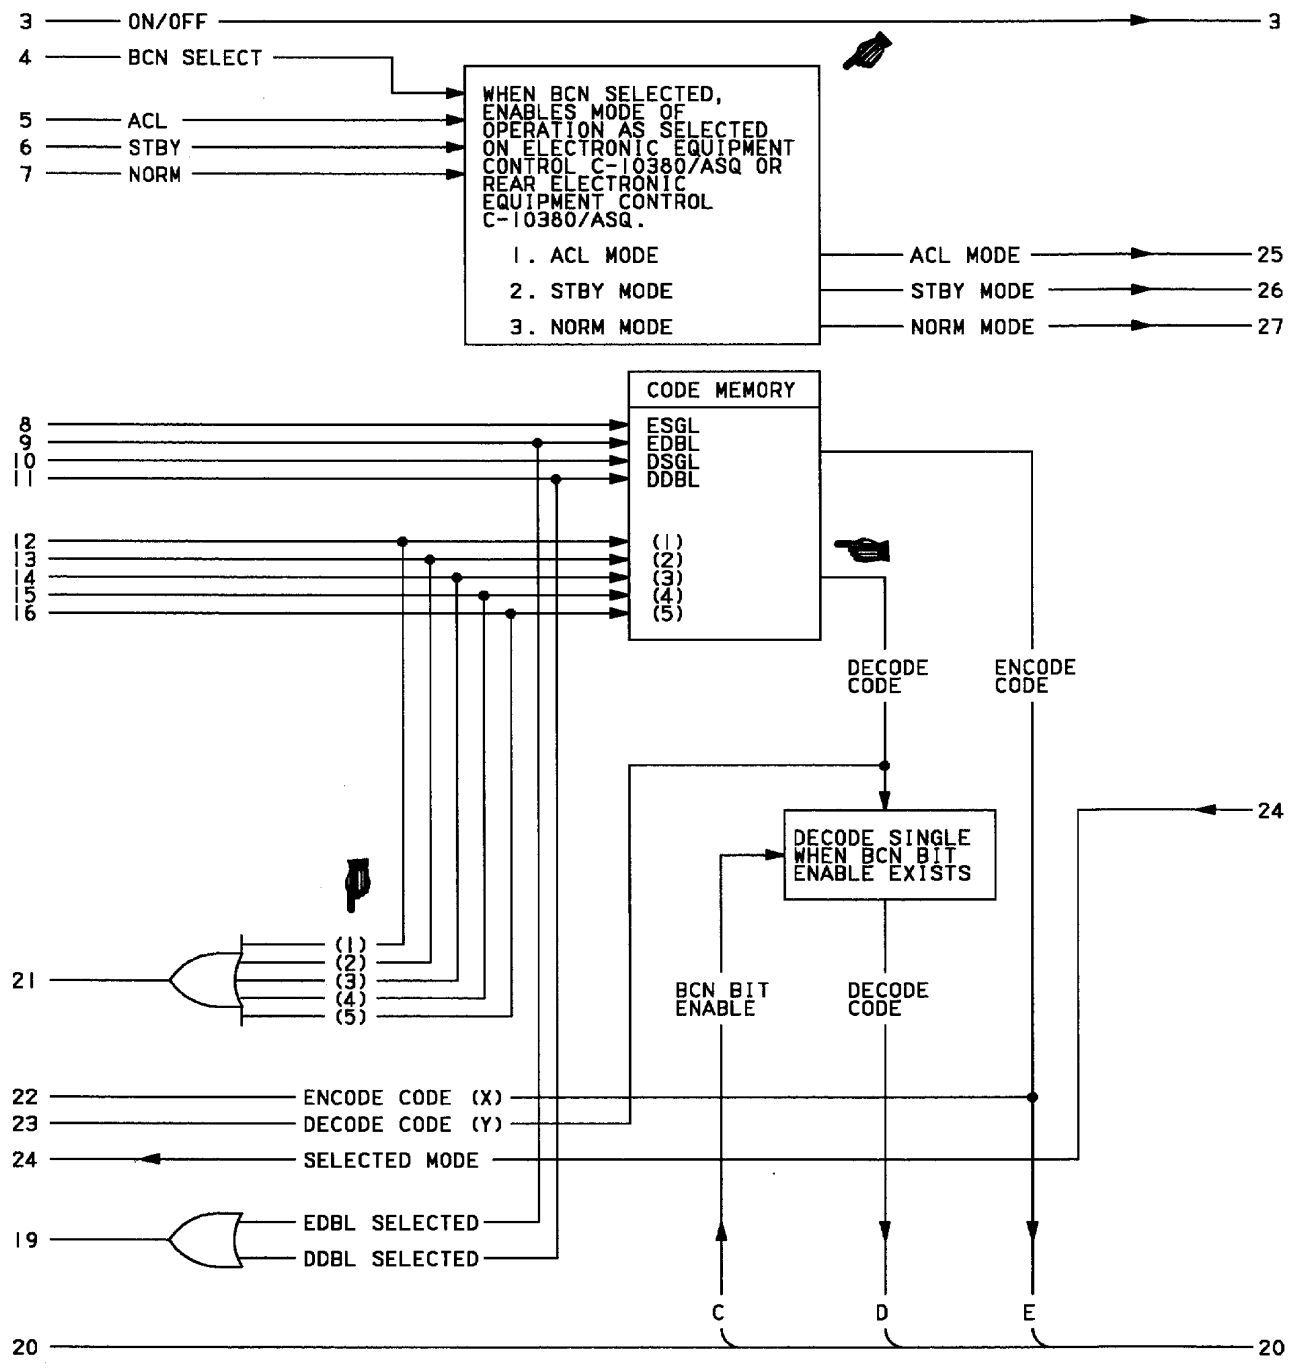 3 ON/OFF 3
4 BCN SELECT
WHEN BCN SELECTED,
ENABLES MODE OF
OPERATION AS SELECTED
ON ELECTRONIC EQUIPMENT
CONTROL C-10380/ASQ OR
REAR ELECTRONIC
EQUIPMENT CONTROL
C-10380/ASQ.
5 ACL
6 STBY
7 NORM
1. ACL MODE ACL MODE 25
2. STBY MODE STBY MODE 26
3. NORM MODE NORM MODE 27
CODE MEMORY
8 ESGL
9 EDBL
10 DSGL
11 DDBL
12 (1)
13 (2)
14 (3)
15 (4)
16 (5)
DECODE
CODE
ENCODE
CODE
24
DECODE SINGLE
WHEN BCN BIT
ENABLE EXISTS
(1)
(2)
21 (3)
(4)
(5)
BCN BIT
ENABLE
DECODE
CODE
22 ENCODE CODE (X)
23 DECODE CODE (Y)
24 SELECTED MODE
EDBL SELECTED
19
DDBL SELECTED
C D E
20 20